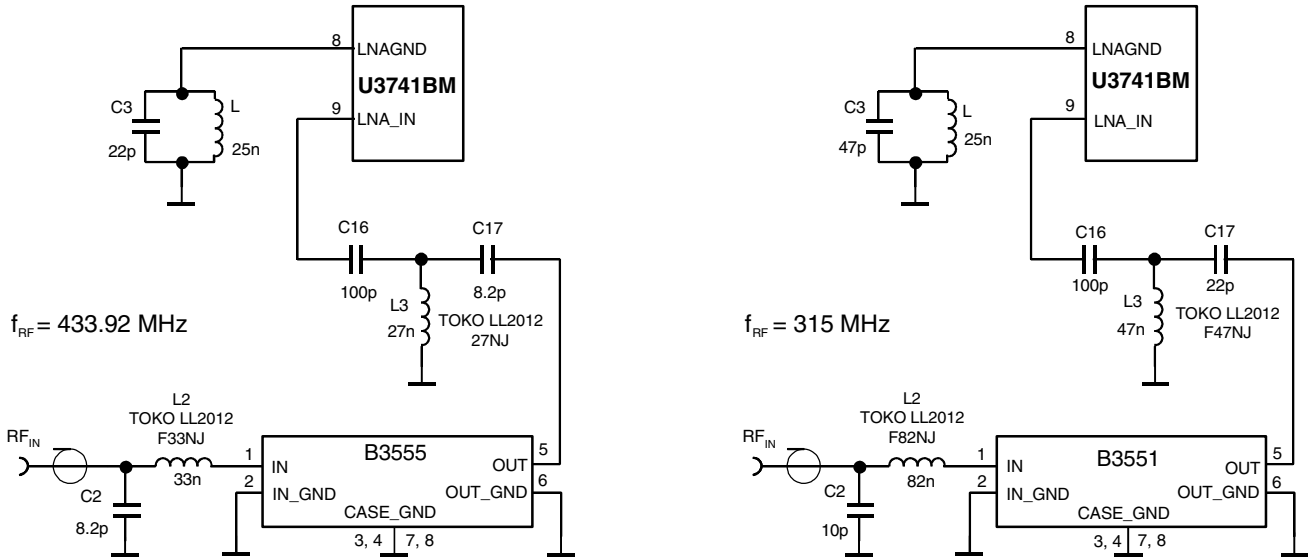 8
LNAGND
U3741BM
C3
L
9
LNA_IN
22p
25n
C16
C17
100p
8.2p
L3
27n
TOKO LL2012
27NJ
fRF = 433.92 MHz
L2
TOKO LL2012
F33NJ
RFIN
33n
1
IN
B3555
5
OUT
2
IN_GND
6
OUT_GND
C2
8.2p
CASE_GND
3, 4
7, 8
8
LNAGND
U3741BM
C3
L
9
LNA_IN
47p
25n
C16
C17
100p
22p
L3
47n
TOKO LL2012
F47NJ
fRF = 315 MHz
L2
TOKO LL2012
F82NJ
RFIN
82n
1
IN
B3551
5
OUT
2
IN_GND
6
OUT_GND
C2
10p
CASE_GND
3, 4
7, 8